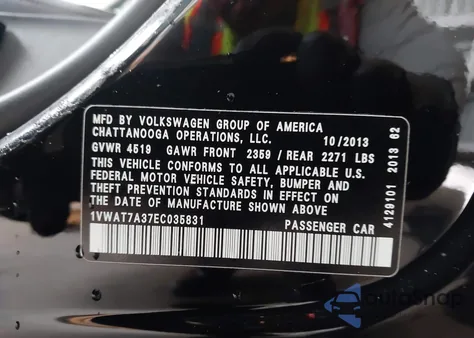 MFD BY VOLKSWAGEN GROUP OF AMERICA
CHATTANOOGA OPERATIONS, LLC. 10/2013
GVWR 4519 GAWR FRONT 2359 / REAR 2271 LBS
THIS VEHICLE CONFORMS TO ALL APPLICABLE U.S.
FEDERAL MOTOR VEHICLE SAFETY, BUMPER AND
THEFT PREVENTION STANDARDS IN EFFECT ON
THE DATE OF MANUFACTURE SHOWN ABOVE
1VWAT7A37EC035831 PASSENGER CAR
4129101 2013 62
autosnap